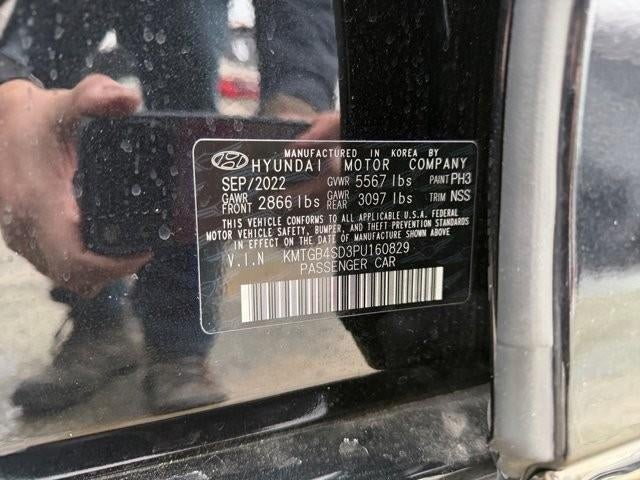 MANUFACTURED IN KOREA BY
HYUNDAI MOTOR COMPANY
SEP/2022 GVWR 5567 lbs PAINT PH3
GAWR FRONT 2866 lbs GAWR REAR 3097 lbs TRIM NSS
THIS VEHICLE CONFORMS TO ALL APPLICABLE U.S.A. FEDERAL
MOTOR VEHICLE SAFETY, BUMPER, AND THEFT PREVENTION STANDARDS
IN EFFECT ON THE DATE OF MANUFACTURE SHOWN ABOVE.
V.I.N KMTGB4SD3PU160829
PASSENGER CAR